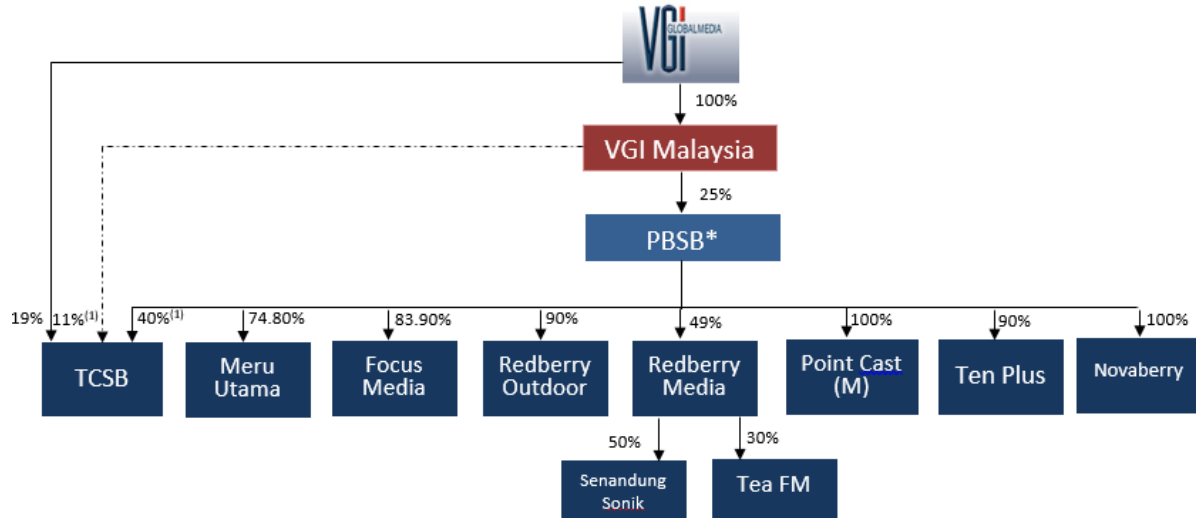 VGi
GLOBALMEDIA
100%
VGI Malaysia
25%
PBSB*
19%
11%(1)
40%(1)
74.80%
83.90%
90%
49%
100%
90%
100%
TCSB
Meru
Utama
Focus
Media
Redberry
Outdoor
Redberry
Media
Point Cast
(M)
Ten Plus
Novaberry
50%
30%
Senandung
Sonik
Tea FM